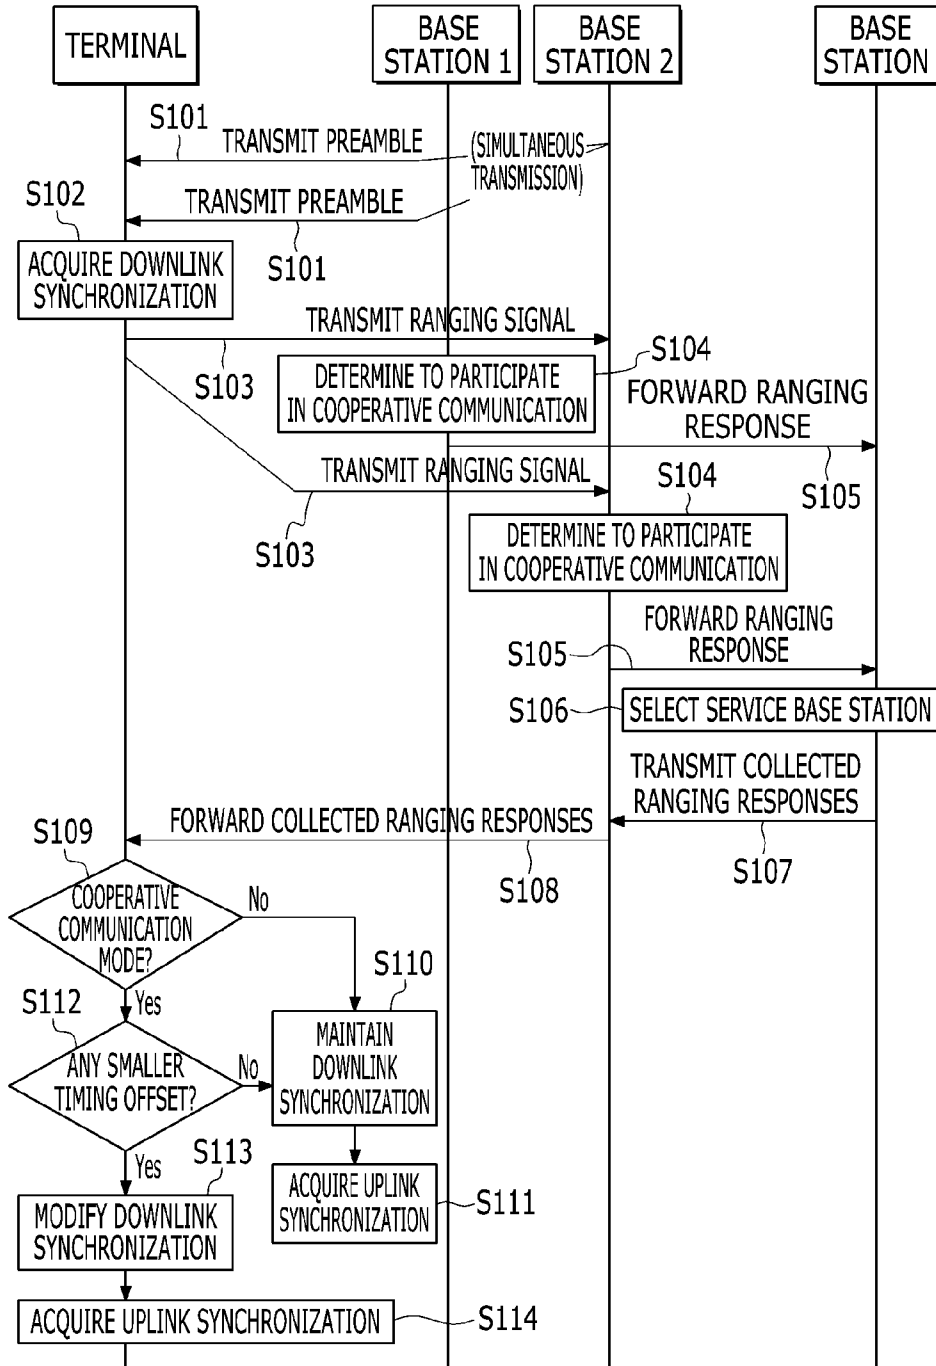 TERMINAL
BASE
STATION 1
BASE
STATION 2
BASE
STATION
S101
TRANSMIT PREAMBLE
(SIMULTANEOUS
TRANSMISSION)
S102
TRANSMIT PREAMBLE
S101
ACQUIRE DOWNLINK
SYNCHRONIZATION
TRANSMIT RANGING SIGNAL
S103
S104
DETERMINE TO PARTICIPATE
IN COOPERATIVE COMMUNICATION
FORWARD RANGING
RESPONSE
S105
TRANSMIT RANGING SIGNAL
S103
S104
DETERMINE TO PARTICIPATE
IN COOPERATIVE COMMUNICATION
FORWARD RANGING
RESPONSE
S105
S106
SELECT SERVICE BASE STATION
TRANSMIT COLLECTED
RANGING RESPONSES
S107
FORWARD COLLECTED RANGING RESPONSES
S108
S109
COOPERATIVE
COMMUNICATION
MODE?
No
Yes
S110
MAINTAIN
DOWNLINK
SYNCHRONIZATION
S112
ANY SMALLER
TIMING OFFSET?
No
Yes
ACQUIRE UPLINK
SYNCHRONIZATION
S111
S113
MODIFY DOWNLINK
SYNCHRONIZATION
ACQUIRE UPLINK SYNCHRONIZATION
S114